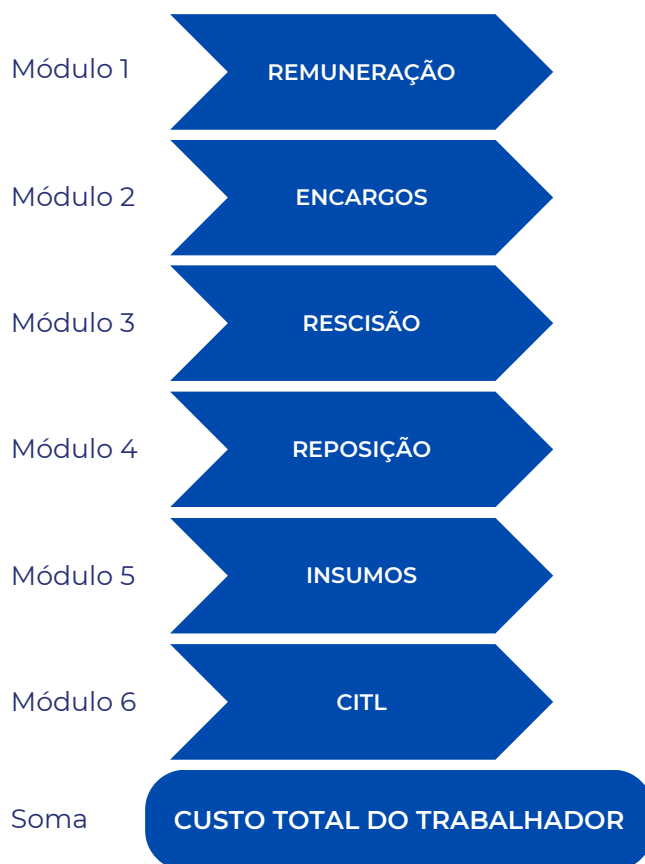 Módulo 1
REMUNERAÇÃO
Módulo 2
ENCARGOS
Módulo 3
RESCISÃO
Módulo 4
REPOSIÇÃO
Módulo 5
INSUMOS
Módulo 6
CITL
Soma
CUSTO TOTAL DO TRABALHADOR